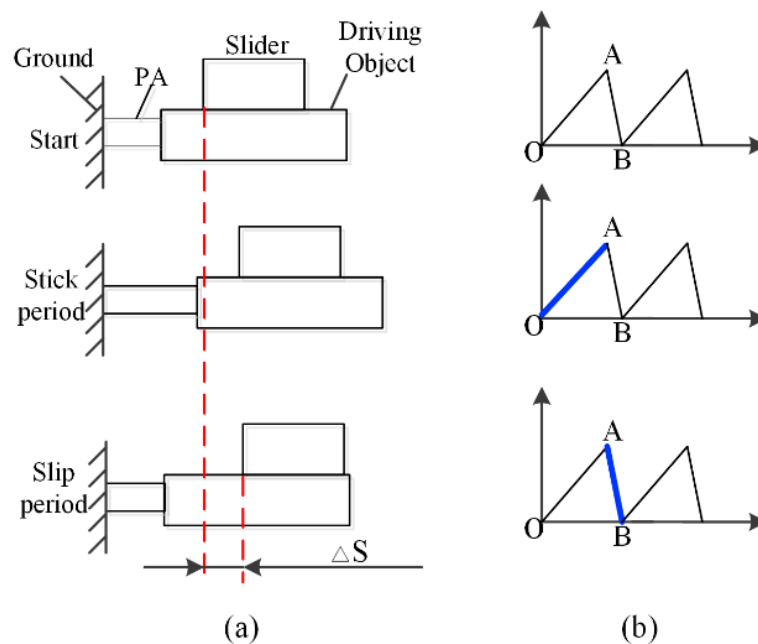 Ground
PA
Slider
Driving
Object
Start
Stick
period
Slip
period
△S
(a)
A
O
B
A
O
B
A
O
B
(b)